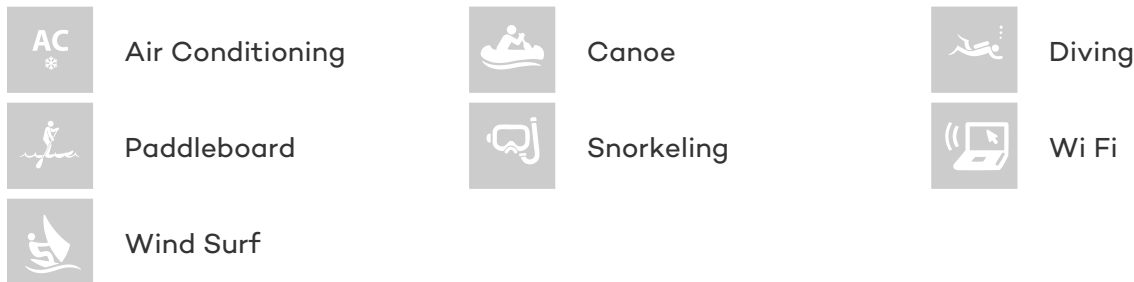 AC
Air Conditioning
Canoe
Diving
Paddleboard
Snorkeling
Wi Fi
Wind Surf